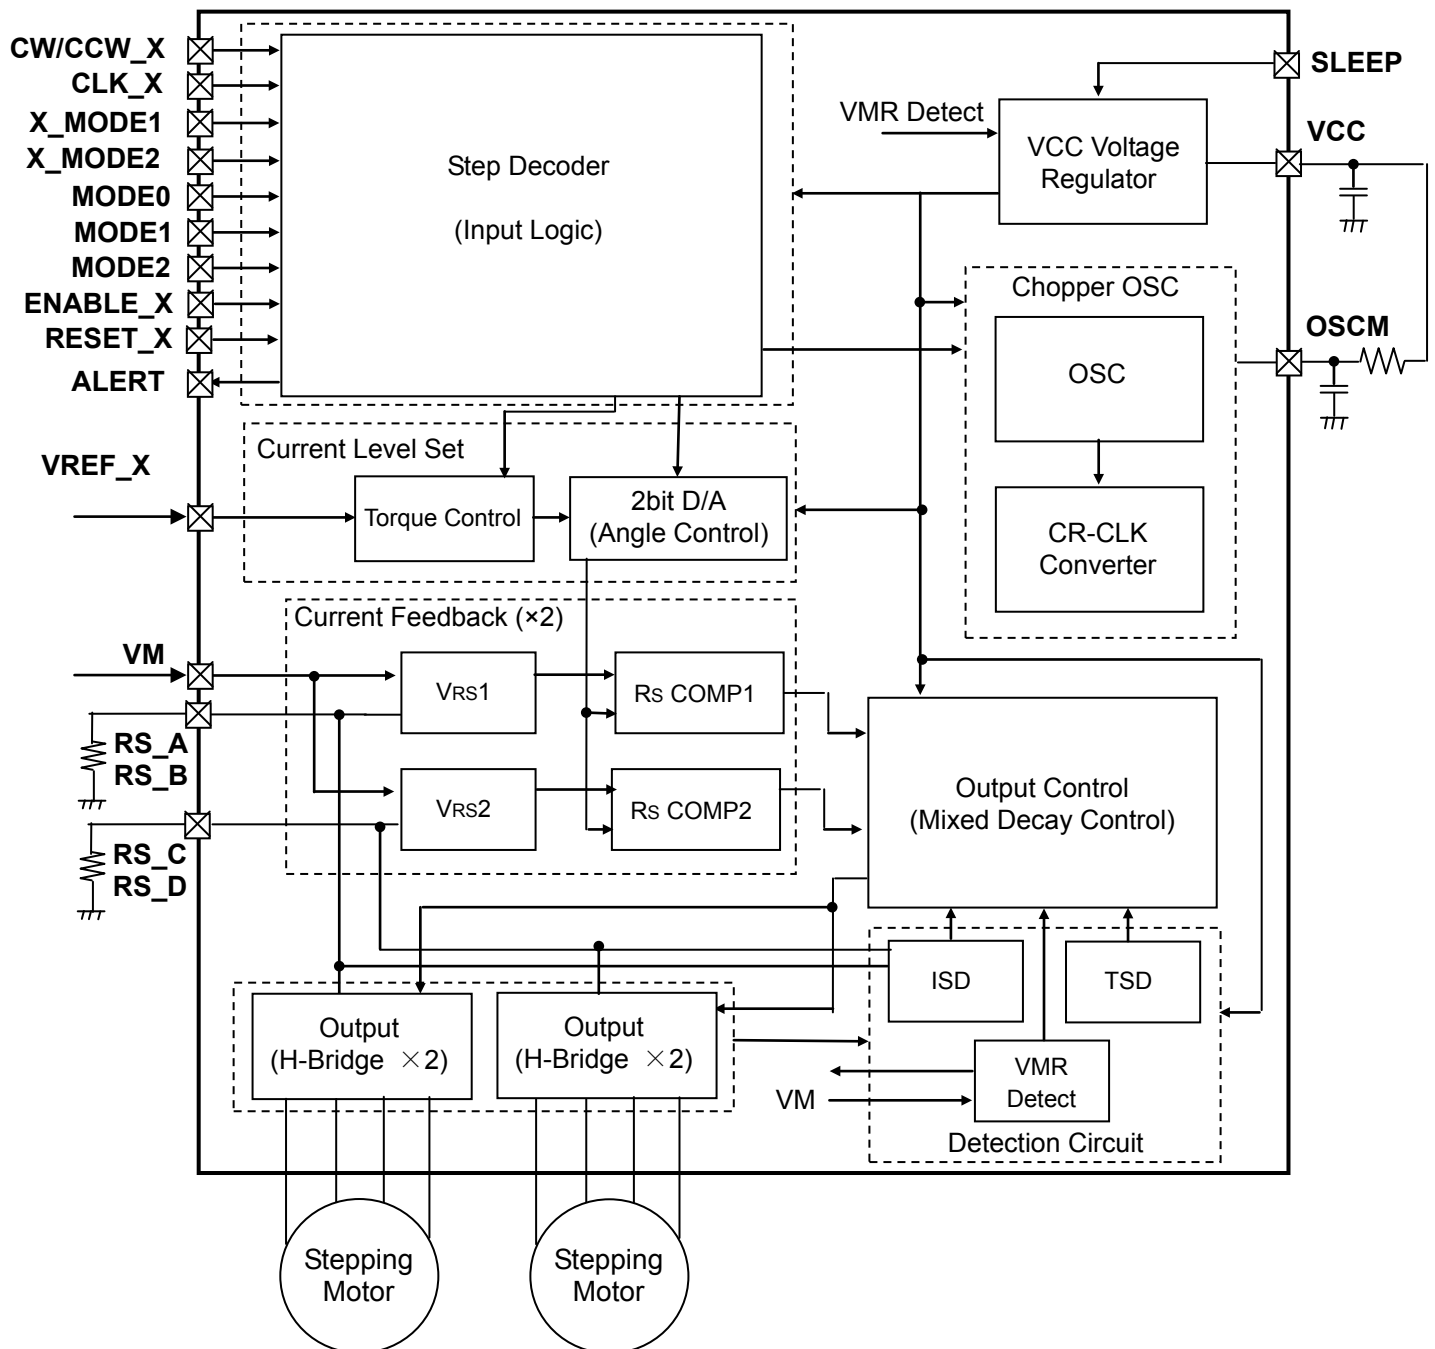 CW/CCW_X
CLK_X
X_MODE1
X_MODE2
MODE0
MODE1
MODE2
ENABLE_X
RESET_X
ALERT
Step Decoder
(Input Logic)
VMR Detect
VCC Voltage
Regulator
SLEEP
VCC
Chopper OSC
OSC
CR-CLK
Converter
OSCM
VREF_X
Current Level Set
Torque Control
2bit D/A
(Angle Control)
Current Feedback (×2)
VM
VRS1
RS COMP1
RS_A
RS_B
VRS2
RS COMP2
RS_C
RS_D
Output Control
(Mixed Decay Control)
ISD
TSD
VMR
Detect
VM
Detection Circuit
Output
(H-Bridge ×2)
Output
(H-Bridge ×2)
Stepping
Motor
Stepping
Motor